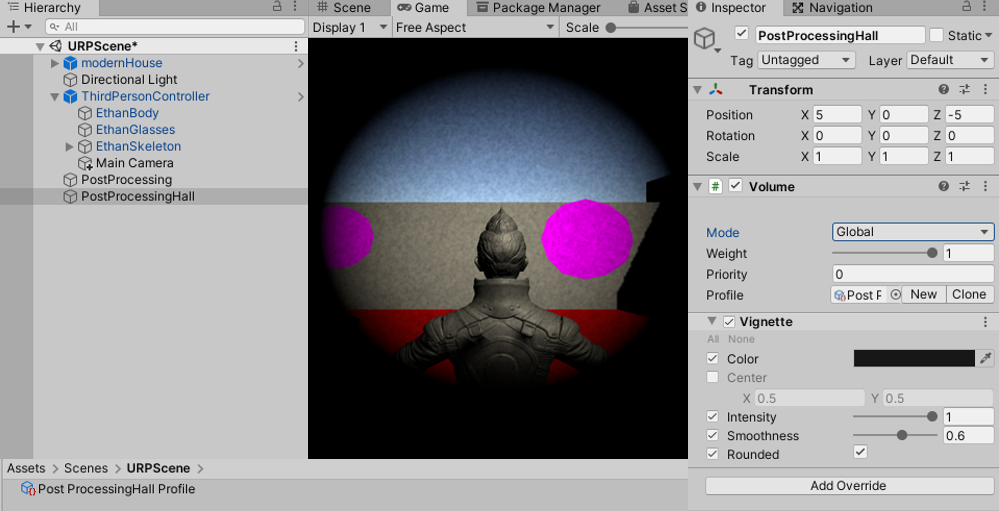 Hierarchy
All
URPScene*
modernHouse
Directional Light
ThirdPersonController
EthanBody
EthanGlasses
EthanSkeleton
Main Camera
PostProcessing
PostProcessingHall
Scene Game Package Manager Asset S
Display 1 Free Aspect Scale
Inspector Navigation
PostProcessingHall Static
Tag Untagged Layer Default
Transform
Position X 5 Y 0 Z -5
Rotation X 0 Y 0 Z 0
Scale X 1 Y 1 Z 1
# Volume
Mode Global
Weight 1
Priority 0
Profile Post P New Clone
Vignette
All None
Color
Center
X 0.5 Y 0.5
Intensity 1
Smoothness 0.6
Rounded
Add Override
Assets > Scenes > URPScene >
Post ProcessingHall Profile